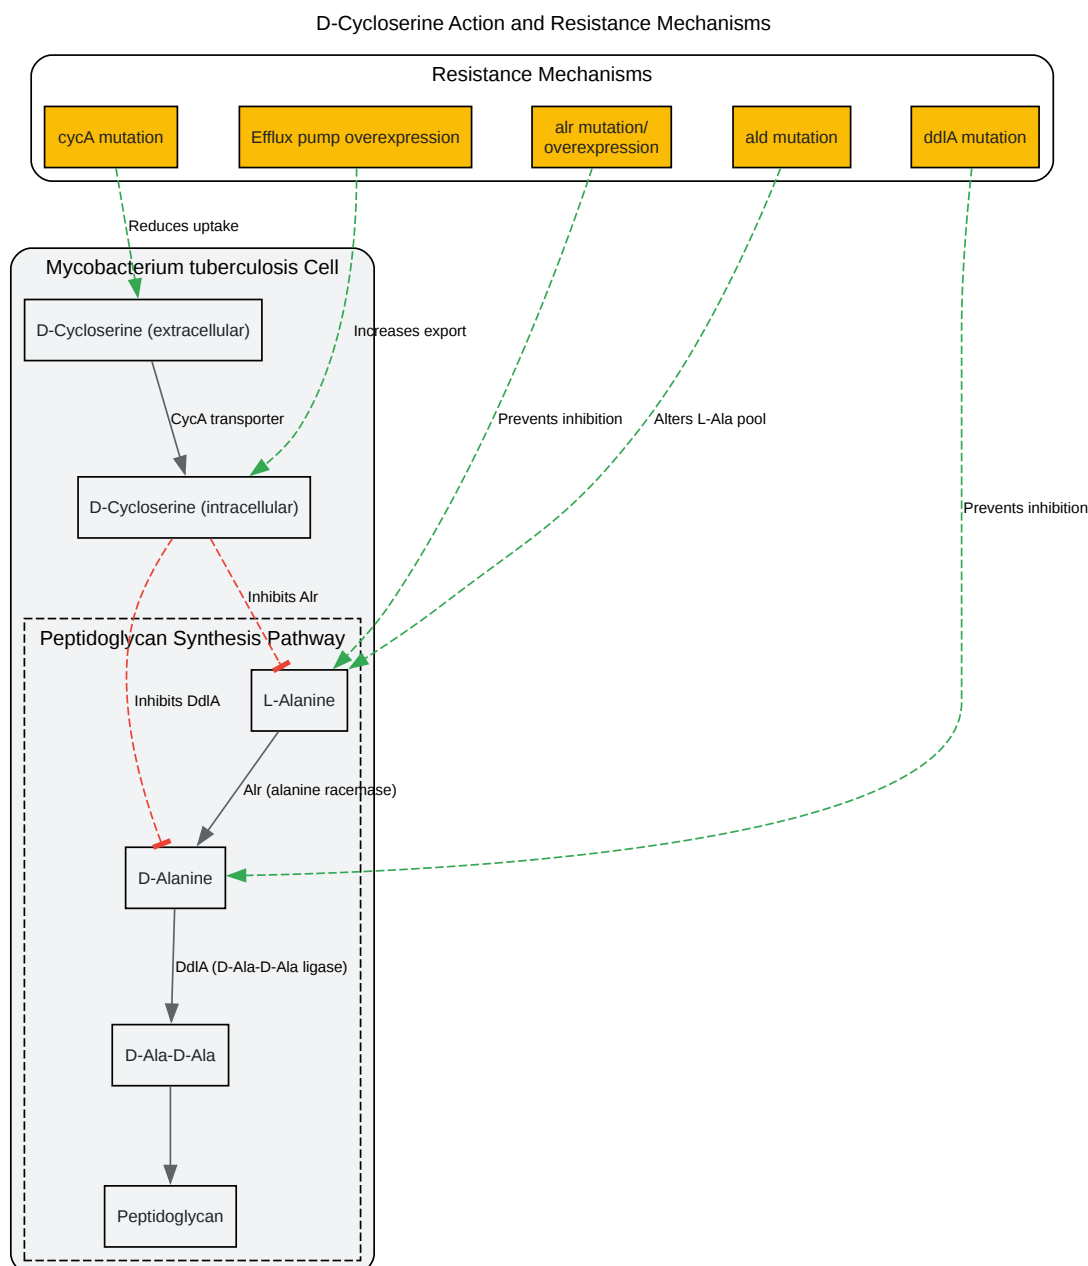 D-Cycloserine Action and Resistance Mechanisms
Resistance Mechanisms
cycA mutation
Efflux pump overexpression
alr mutation/
overexpression
ald mutation
ddlA mutation
Reduces uptake
Mycobacterium tuberculosis Cell
D-Cycloserine (extracellular)
Increases export
CycA transporter
Prevents inhibition
Alters L-Ala pool
D-Cycloserine (intracellular)
Prevents inhibition
Inhibits Alr
Peptidoglycan Synthesis Pathway
Inhibits DdlA
L-Alanine
Alr (alanine racemase)
D-Alanine
DdlA (D-Ala-D-Ala ligase)
D-Ala-D-Ala
Peptidoglycan